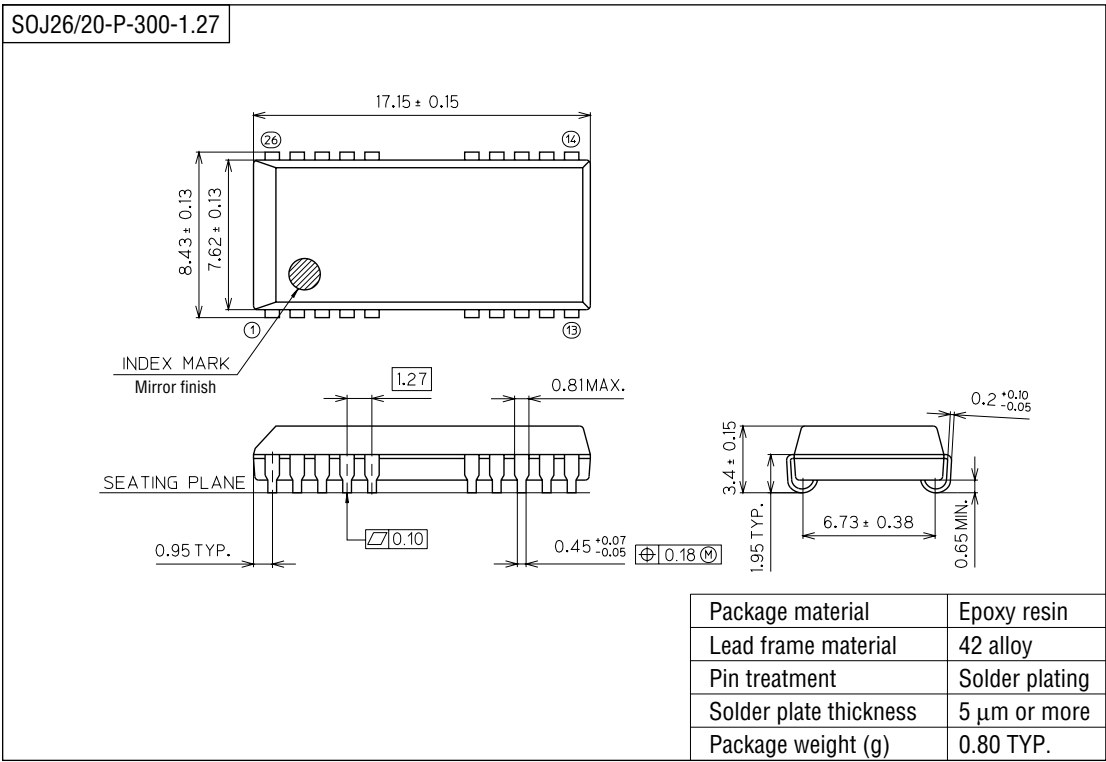 SOJ26/20-P-300-1.27
17.15 ± 0.15
26
14
8.43 ± 0.13
7.62 ± 0.13
1
13
INDEX MARK
Mirror finish
1.27
0.81MAX.
0.2 +0.10 -0.05
SEATING PLANE
3.4 ± 0.15
6.73 ± 0.38
1.95 TYP.
0.65 MIN.
0.95 TYP.
⏥ 0.10
0.45 +0.07 -0.05
⌖ 0.18 Ⓜ
Package material Epoxy resin
Lead frame material 42 alloy
Pin treatment Solder plating
Solder plate thickness 5 µm or more
Package weight (g) 0.80 TYP.